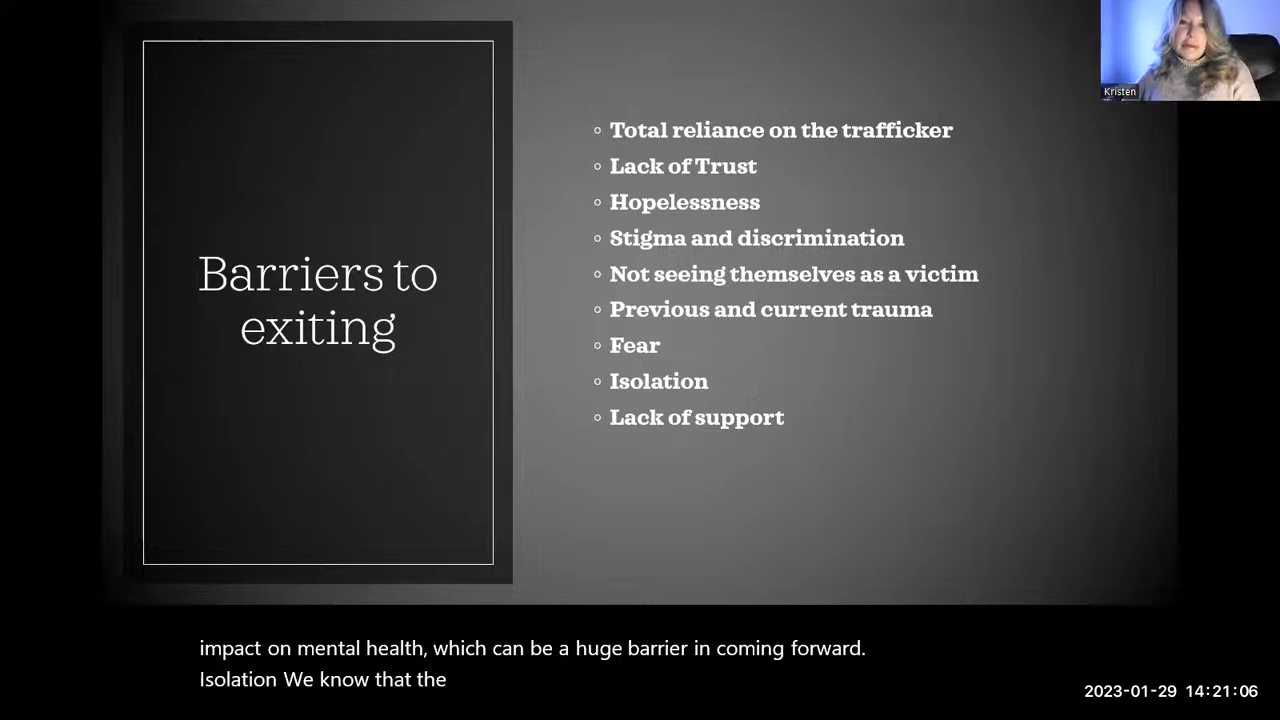 Kristen
Barriers to
exiting
Total reliance on the trafficker
Lack of Trust
Hopelessness
Stigma and discrimination
Not seeing themselves as a victim
Previous and current trauma
Fear
Isolation
Lack of support
impact on mental health, which can be a huge barrier in coming forward.
Isolation We know that the
2023-01-29 14:21:06